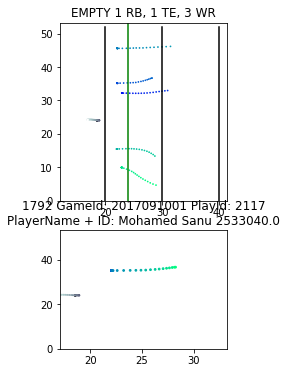 EMPTY 1 RB, 1 TE, 3 WR
50
40
30
20
10
0
20 30 40
1792 GameId: 2017091001 PlayId: 2117
PlayerName + ID: Mohamed Sanu 2533040.0
40
20
0
20 25 30